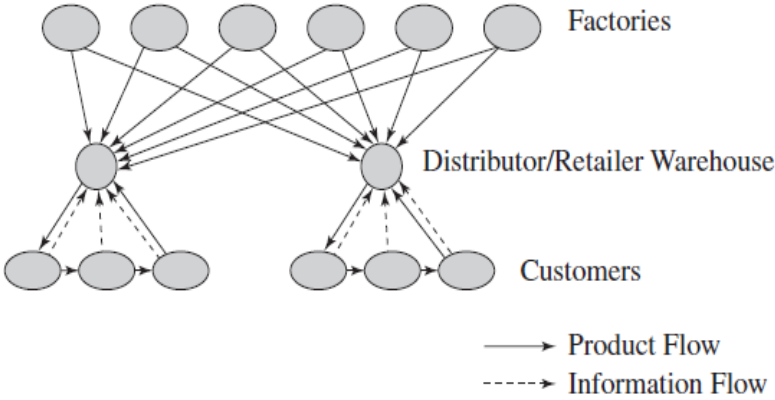 Factories
Distributor/Retailer Warehouse
Customers
Product Flow
Information Flow